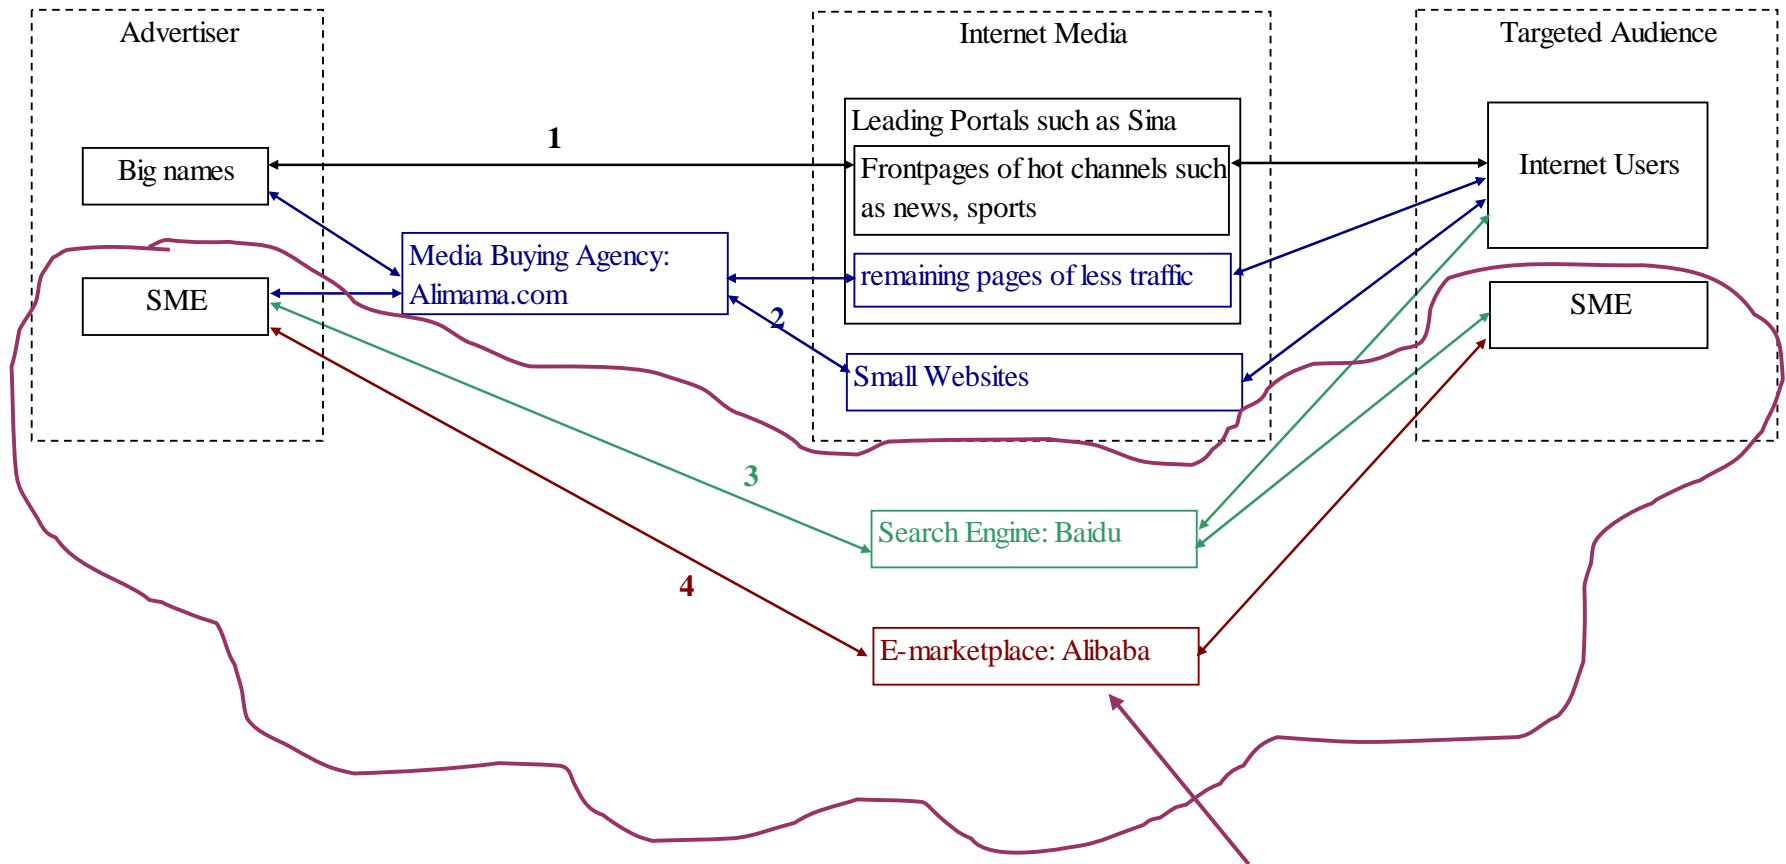 Advertiser
Internet Media
Targeted Audience
Leading Portals such as Sina
1
Big names
Frontpages of hot channels such
as news, sports
Internet Users
Media Buying Agency:
Alimama.com
remaining pages of less traffic
SME
SME
2
Small Websites
3
Search Engine: Baidu
4
E-marketplace: Alibaba